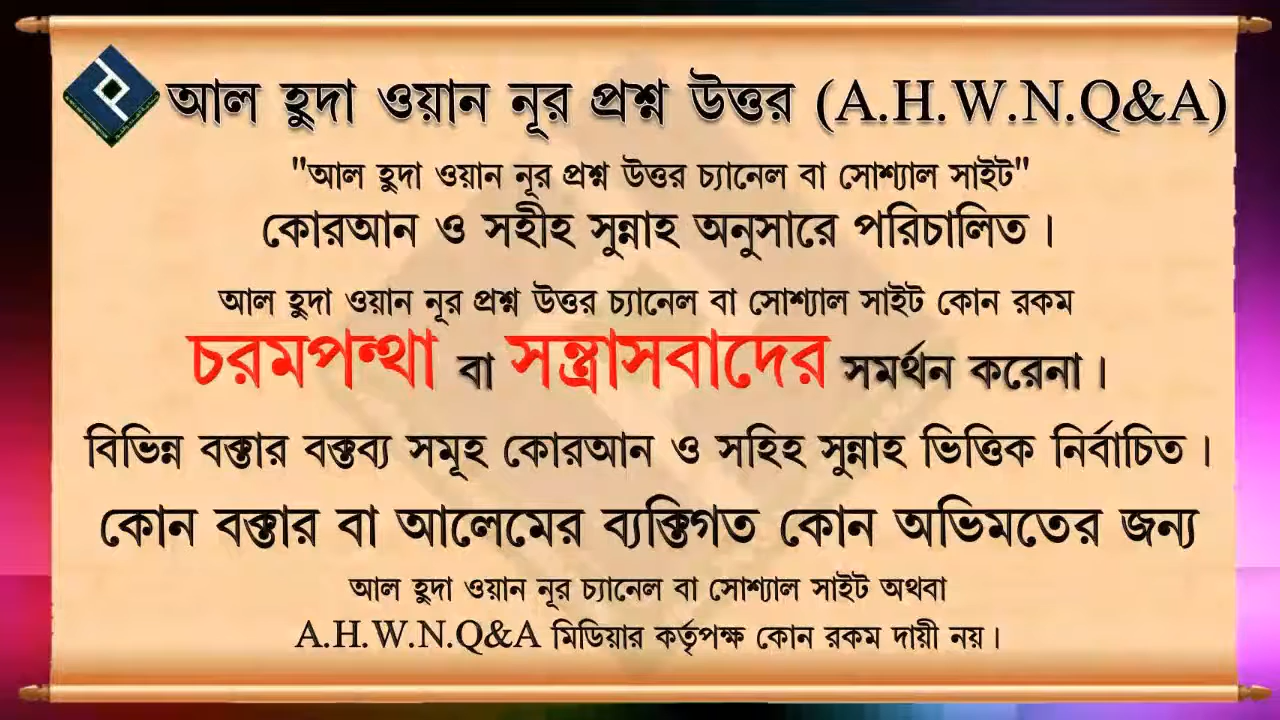 আল হুদা ওয়ান নূর প্রশ্ন উত্তর (A.H.W.N.Q&A)
"আল হুদা ওয়ান নূর প্রশ্ন উত্তর চ্যানেল বা সোশ্যাল সাইট"
কোরআন ও সহীহ সুন্নাহ অনুসারে পরিচালিত।
আল হুদা ওয়ান নূর প্রশ্ন উত্তর চ্যানেল বা সোশ্যাল সাইট কোন রকম
চরমপন্থা বা সন্ত্রাসবাদের সমর্থন করেনা।
বিভিন্ন বক্তার বক্তব্য সমূহ কোরআন ও সহিহ সুন্নাহ ভিত্তিক নির্বাচিত।
কোন বক্তার বা আলেমের ব্যক্তিগত কোন অভিমতের জন্য
আল হুদা ওয়ান নূর চ্যানেল বা সোশ্যাল সাইট অথবা
A.H.W.N.Q&A মিডিয়ার কর্তৃপক্ষ কোন রকম দায়ী নয়।